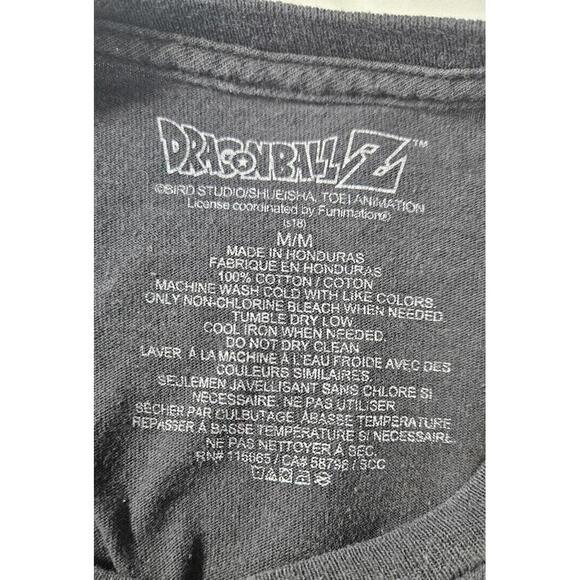 DRAGONBALL Z™
©BIRD STUDIO/SHUEISHA, TOEI ANIMATION
License coordinated by Funimation®
(s18)
M/M
MADE IN HONDURAS
FABRIQUE EN HONDURAS
100% COTTON / COTON
MACHINE WASH COLD WITH LIKE COLORS.
ONLY NON-CHLORINE BLEACH WHEN NEEDED.
TUMBLE DRY LOW.
COOL IRON WHEN NEEDED.
DO NOT DRY CLEAN
LAVER À LA MACHINE À L'EAU FROIDE AVEC DES
COULEURS SIMILAIRES.
SEULEMEN JAVELLISANT SANS CHLORE SI
NECESSAIRE. NE PAS UTILISER
SÉCHER PAR CULBUTAGE ÀBASSE TEMPÉRATURE
REPASSER À BASSE TEMPÉRATURE SI NECESSAIRE.
NE PAS NETTOYER À SEC.
RN# 115665 / CA# 58796 / SCC